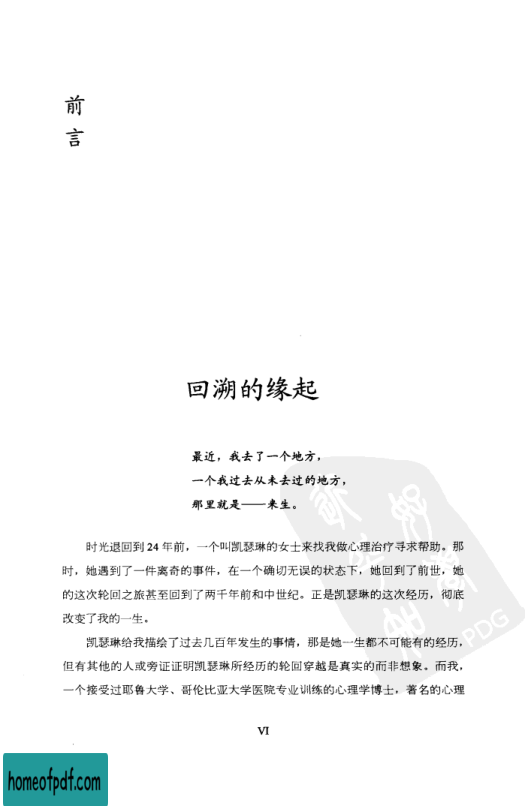 前
言
回溯的缘起
最近，我去了一个地方，
一个我过去从未去过的地方，
那里就是——来生。
时光退回到 24 年前，一个叫凯瑟琳的女士来找我做心理治疗寻求帮助。那
时，她遇到了一件离奇的事件，在一个确切无误的状态下，她回到了前世，她
的这次轮回之旅甚至回到了两千年前和中世纪。正是凯瑟琳的这次经历，彻底
改变了我的一生。
凯瑟琳给我描绘了过去几百年发生的事情，那是她一生都不可能有的经历，
但有其他的人或旁证证明凯瑟琳所经历的轮回穿越是真实的而非想象。而我，
一个接受过耶鲁大学、哥伦比亚大学医院专业训练的心理学博士，著名的心理
PDG
VI
homeofpdf.com